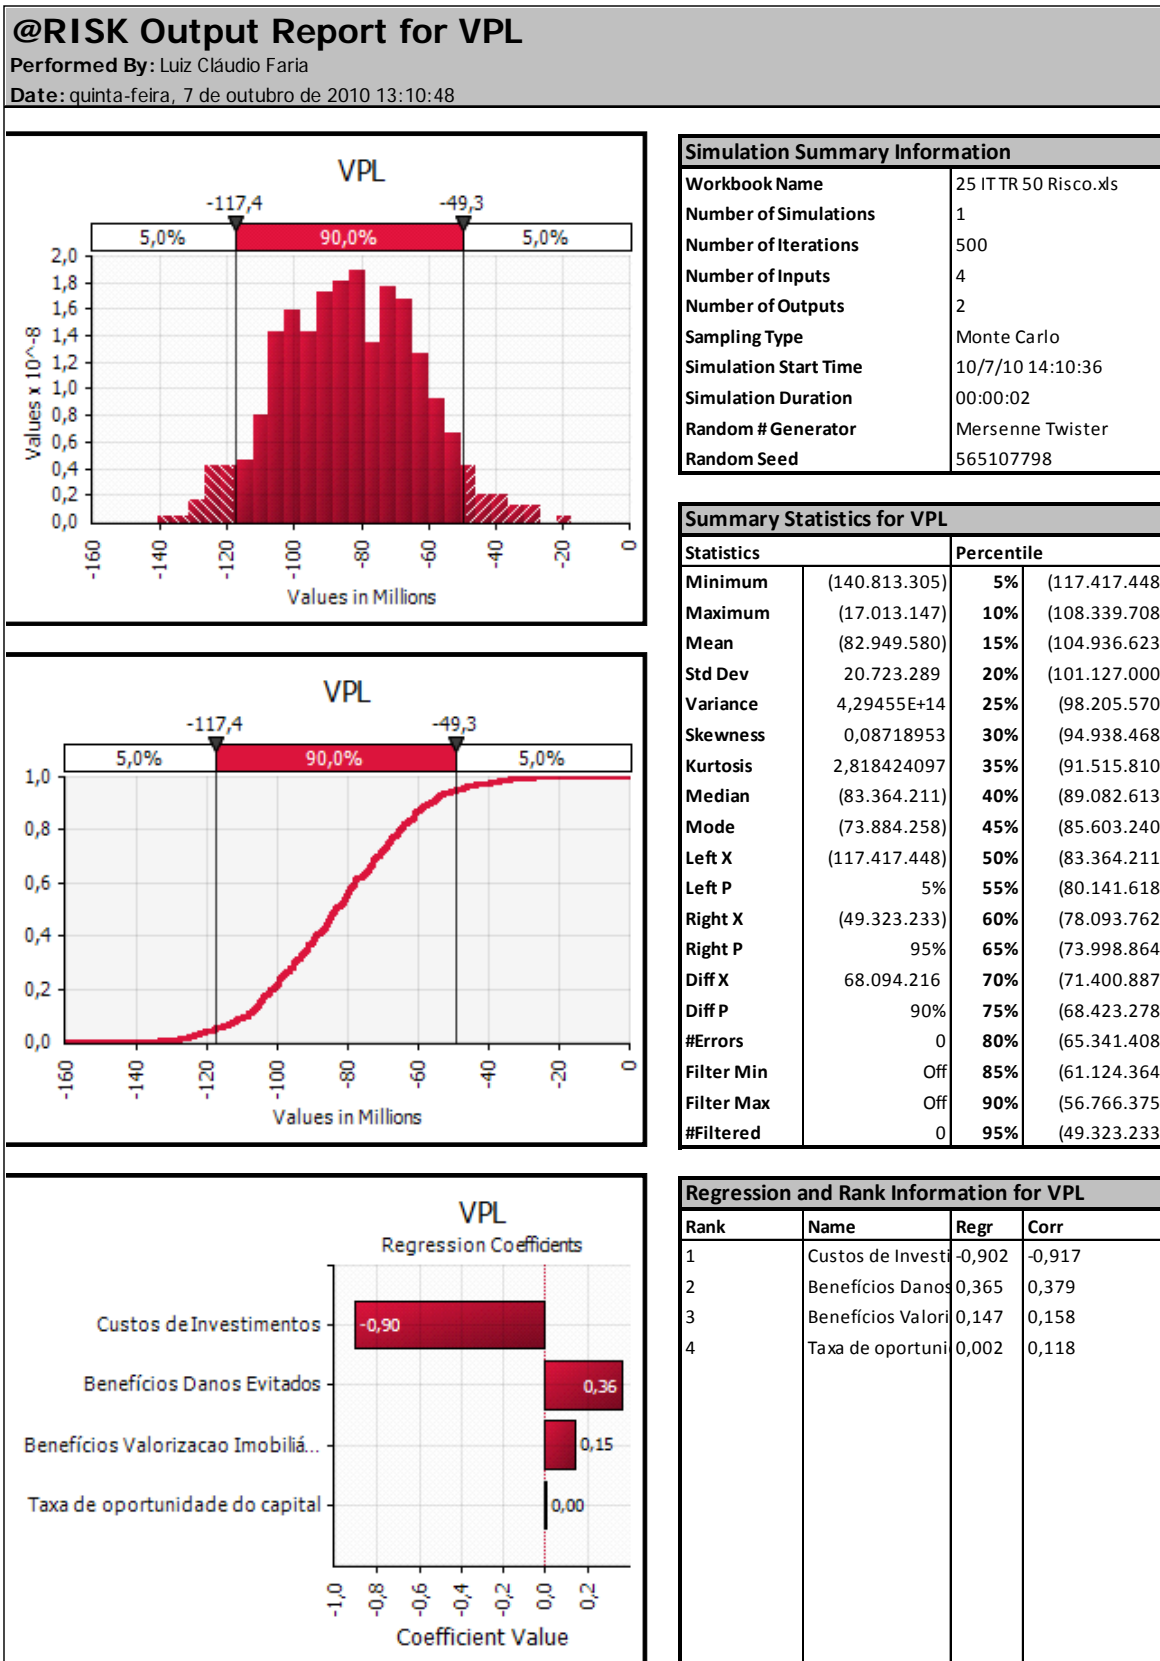 @RISK Output Report for VPL
Performed By: Luiz Cláudio Faria
Date: quinta-feira, 7 de outubro de 2010 13:10:48
VPL
-117,4 -49,3
5,0% 90,0% 5,0%
2,0
1,8
1,6
1,4
1,2
1,0
0,8
0,6
0,4
0,2
0,0
Values x 10^-8
-160 -140 -120 -100 -80 -60 -40 -20 0
Values in Millions
Simulation Summary Information
Workbook Name 25 IT TR 50 Risco.xls
Number of Simulations 1
Number of Iterations 500
Number of Inputs 4
Number of Outputs 2
Sampling Type Monte Carlo
Simulation Start Time 10/7/10 14:10:36
Simulation Duration 00:00:02
Random # Generator Mersenne Twister
Random Seed 565107798
VPL
-117,4 -49,3
5,0% 90,0% 5,0%
1,0
0,8
0,6
0,4
0,2
0,0
-160 -140 -120 -100 -80 -60 -40 -20 0
Values in Millions
Summary Statistics for VPL
Statistics Percentile
Minimum (140.813.305) 5% (117.417.448
Maximum (17.013.147) 10% (108.339.708
Mean (82.949.580) 15% (104.936.623
Std Dev 20.723.289 20% (101.127.000
Variance 4,29455E+14 25% (98.205.570
Skewness 0,08718953 30% (94.938.468
Kurtosis 2,818424097 35% (91.515.810
Median (83.364.211) 40% (89.082.613
Mode (73.884.258) 45% (85.603.240
Left X (117.417.448) 50% (83.364.211
Left P 5% 55% (80.141.618
Right X (49.323.233) 60% (78.093.762
Right P 95% 65% (73.998.864
Diff X 68.094.216 70% (71.400.887
Diff P 90% 75% (68.423.278
#Errors 0 80% (65.341.408
Filter Min Off 85% (61.124.364
Filter Max Off 90% (56.766.375
#Filtered 0 95% (49.323.233
VPL
Regression Coefficients
Custos de Investimentos -0,90
Benefícios Danos Evitados 0,36
Benefícios Valorizacao Imobiliá... 0,15
Taxa de oportunidade do capital 0,00
-1,0 -0,8 -0,6 -0,4 -0,2 0,0 0,2
Coefficient Value
Regression and Rank Information for VPL
Rank Name Regr Corr
1 Custos de Investi -0,902 -0,917
2 Benefícios Danos 0,365 0,379
3 Benefícios Valori 0,147 0,158
4 Taxa de oportuni 0,002 0,118